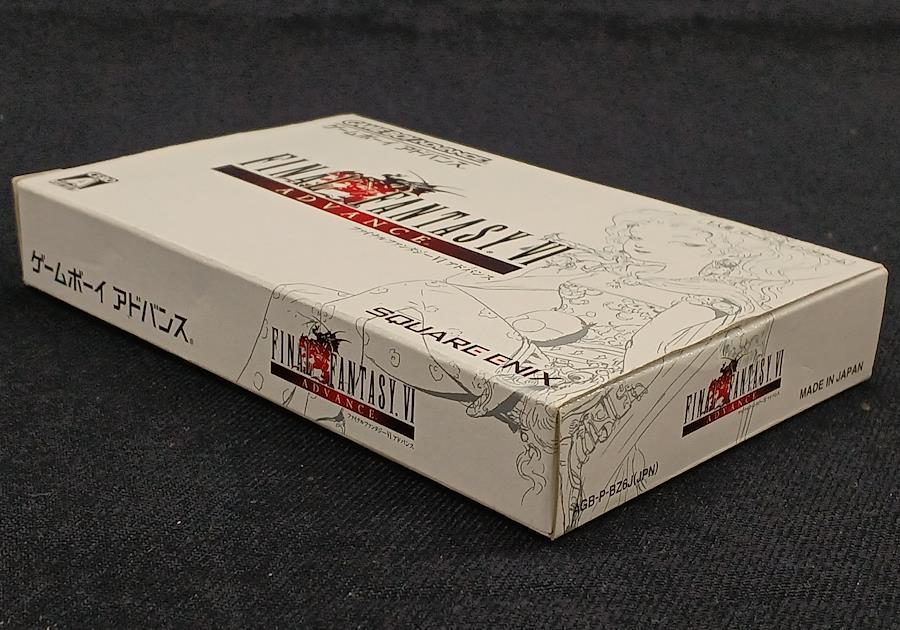 GAME BOY ADVANCE
ゲームボーイアドバンス
FINAL FANTASY VI
ADVANCE
ファイナルファンタジーVI アドバンス
SQUARE ENIX
A
ゲームボーイ アドバンス®
FINAL FANTASY VI
ADVANCE
ファイナルファンタジーVI アドバンス
FINAL FANTASY VI
ADVANCE
MADE IN JAPAN
AGB-P-BZ6J(JPN)